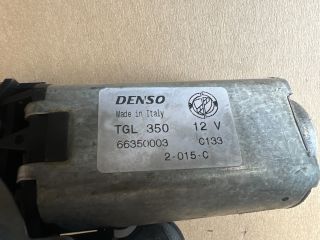 DENSO
Made in Italy
TGL 350 12 V
66350003 C133
2-015-C